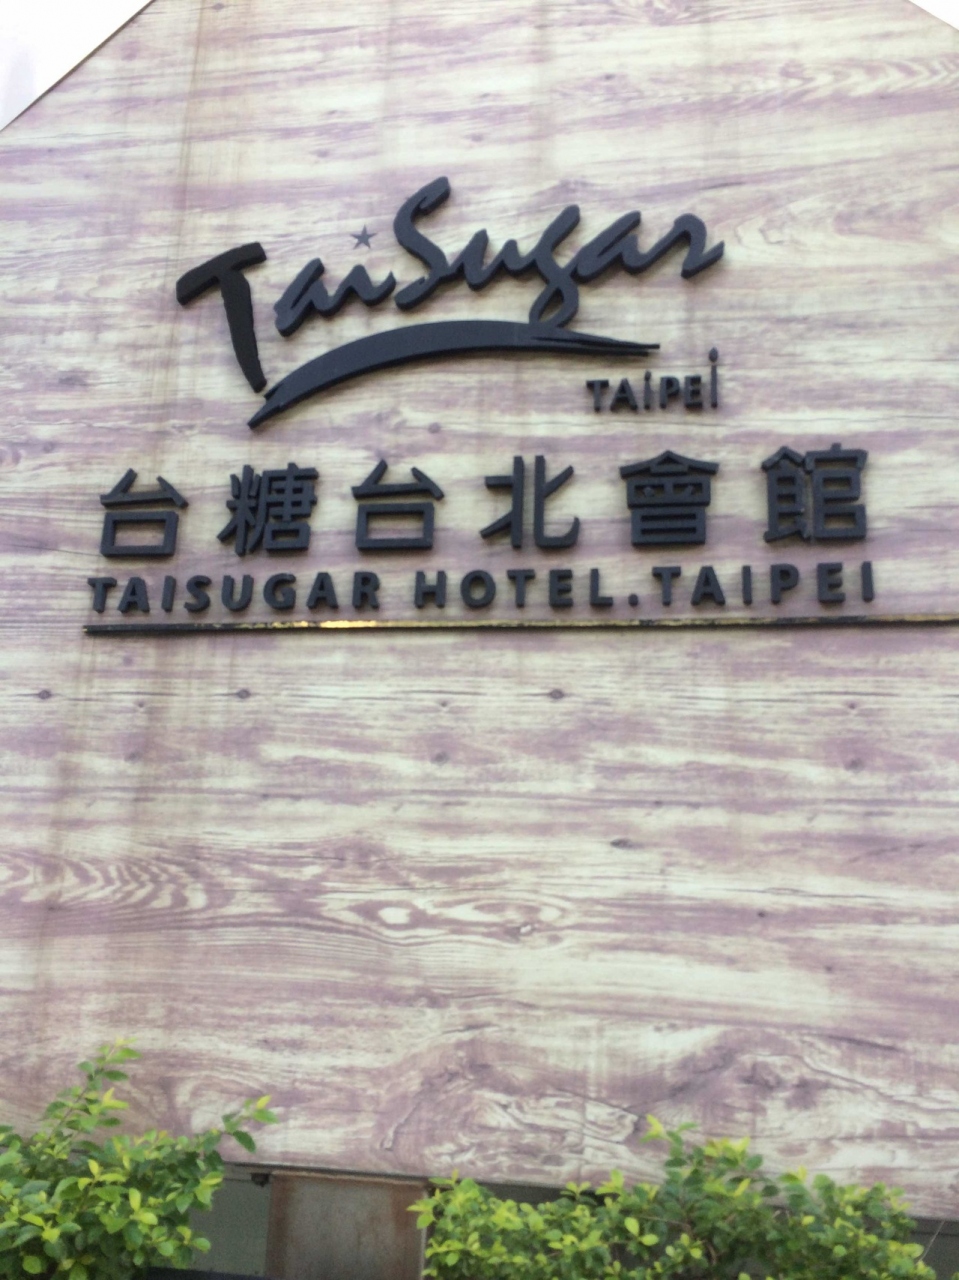 TaiSugar
TAiPEi
台糖台北會館
TAISUGAR HOTEL.TAIPEI